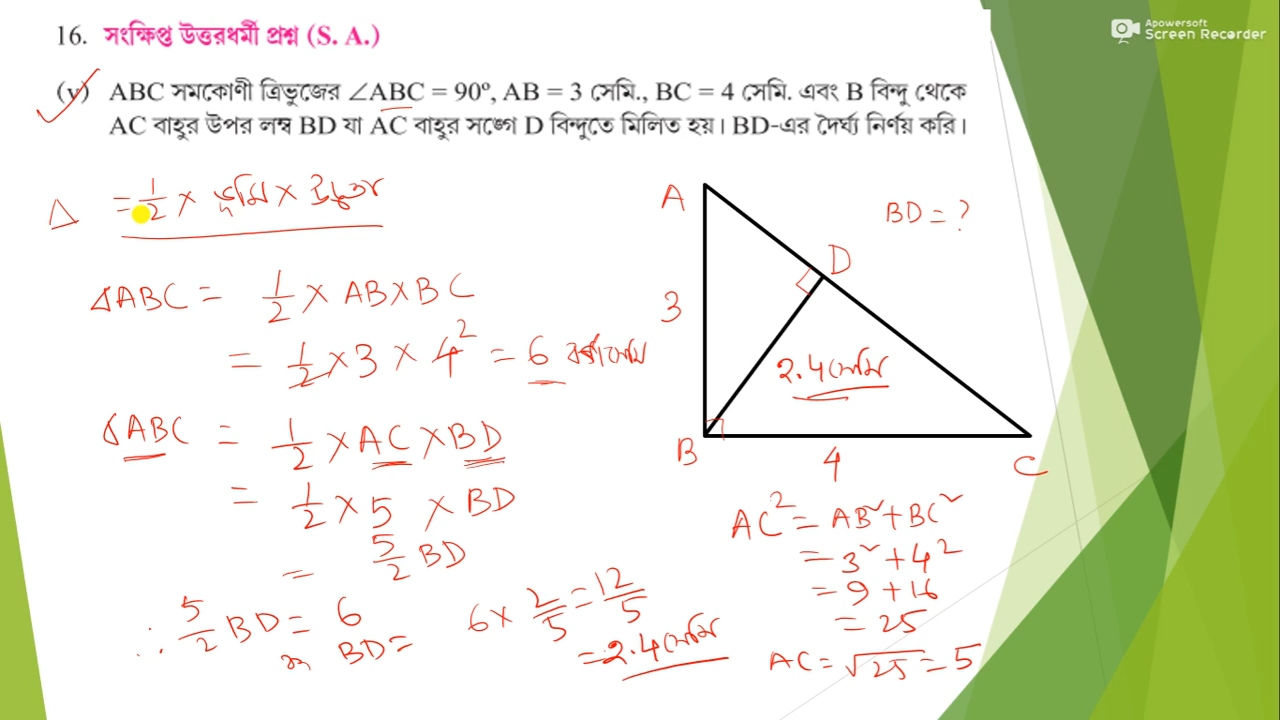 16. সংক্ষিপ্ত উত্তরধর্মী প্রশ্ন (S. A.)
Apowersoft
Screen Recorder
(v) ABC সমকোণী ত্রিভুজের ∠ABC = 90°, AB = 3 সেমি., BC = 4 সেমি. এবং B বিন্দু থেকে
AC বাহুর উপর লম্ব BD যা AC বাহুর সঙ্গে D বিন্দুতে মিলিত হয়। BD-এর দৈর্ঘ্য নির্ণয় করি।
Δ = 1/2 × ভূমি × উচ্চতা
ΔABC = 1/2 × AB × BC
= 1/2 × 3 × 4² = 6 বর্গসেমি
ΔABC = 1/2 × AC × BD
= 1/2 × 5 × BD
= 5/2 BD
∴ 5/2 BD = 6
বা BD = 6 × 2/5 = 12/5
= 2.4 সেমি
A
D
BD = ?
3
2.4 সেমি
B
4
C
AC² = AB² + BC²
= 3² + 4²
= 9 + 16
= 25
AC = √25 = 5